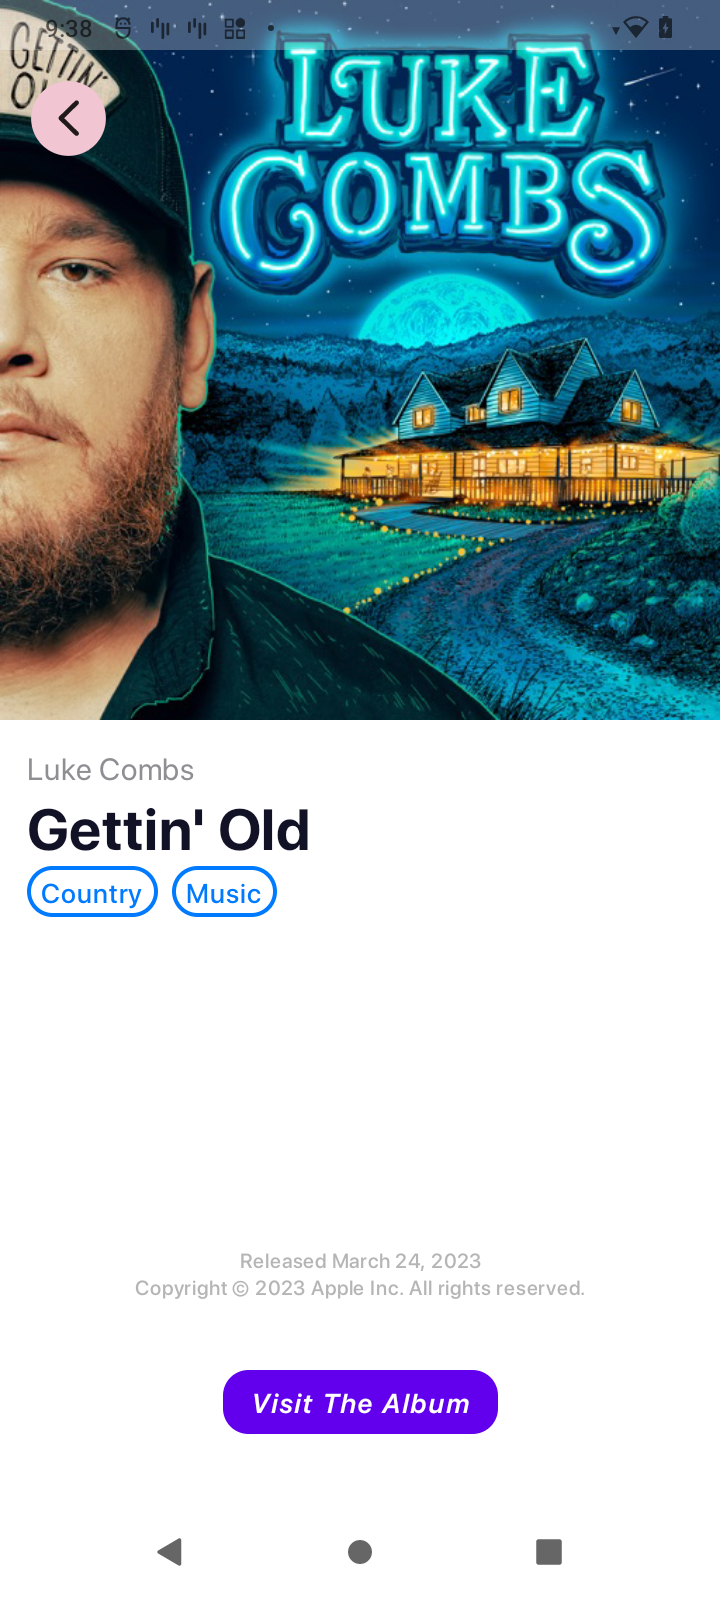 9:38
GETTIN'
LUKE
COMBS
Luke Combs
Gettin' Old
Country Music
Released March 24, 2023
Copyright © 2023 Apple Inc. All rights reserved.
Visit The Album